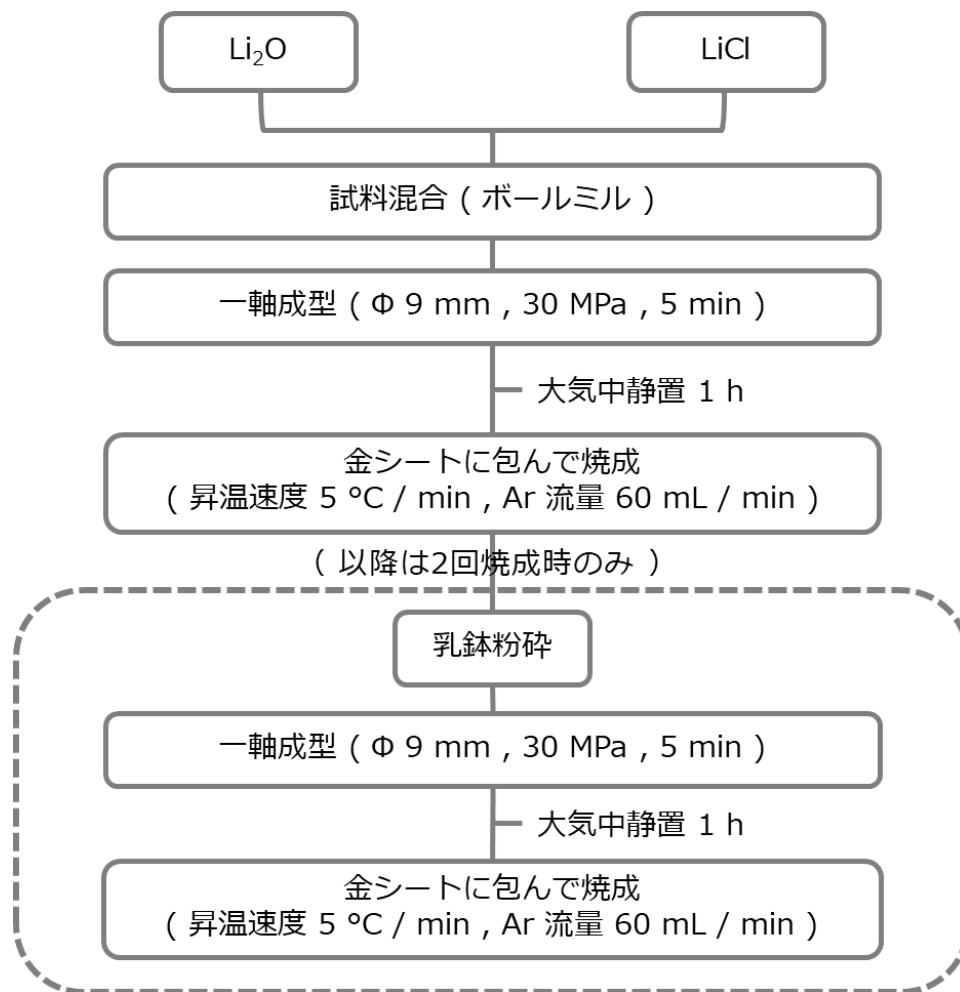 Li₂O
LiCl
試料混合 ( ボールミル )
一軸成型 ( Φ 9 mm , 30 MPa , 5 min )
大気中静置 1 h
金シートに包んで焼成
( 昇温速度 5 °C / min , Ar 流量 60 mL / min )
( 以降は2回焼成時のみ )
乳鉢粉砕
一軸成型 ( Φ 9 mm , 30 MPa , 5 min )
大気中静置 1 h
金シートに包んで焼成
( 昇温速度 5 °C / min , Ar 流量 60 mL / min )